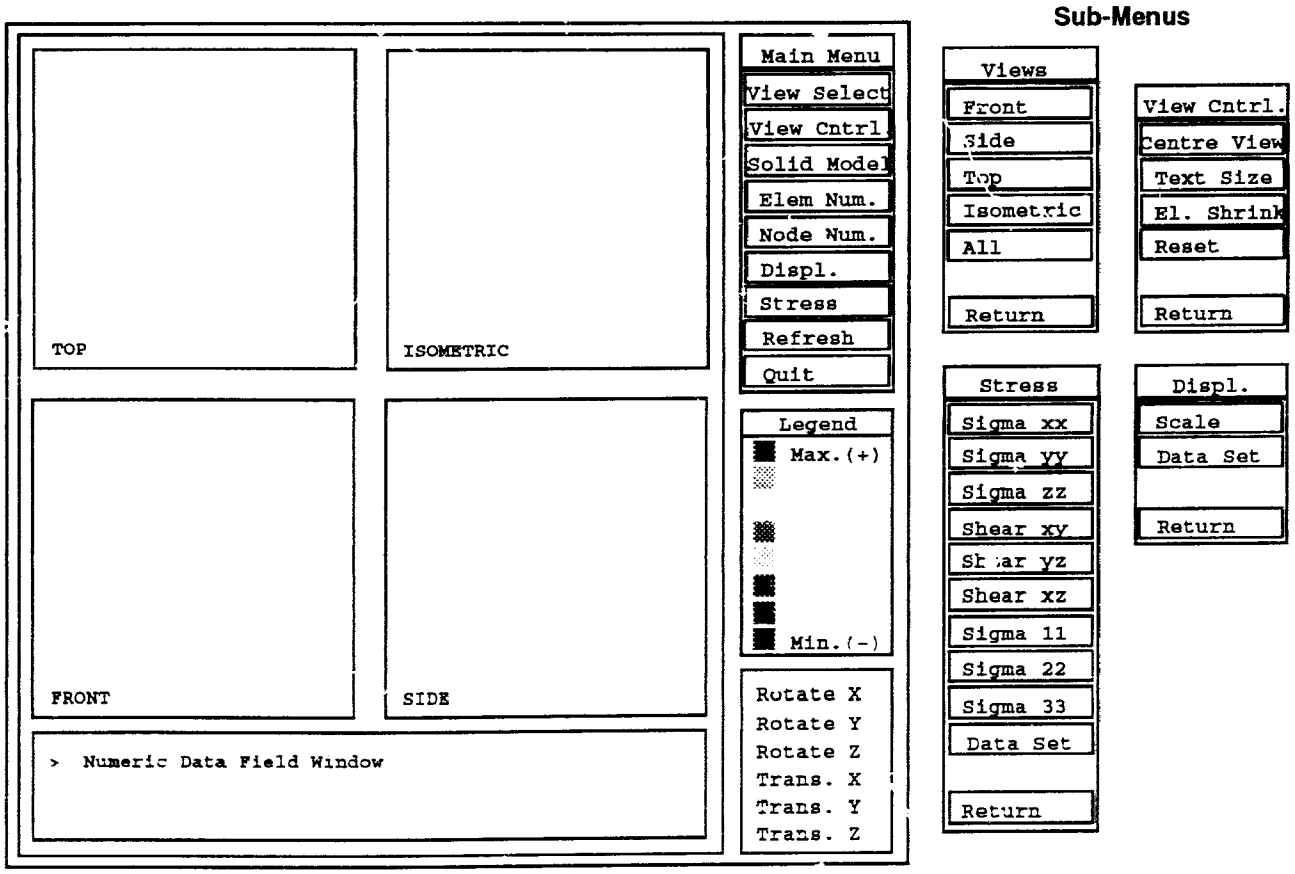 Sub-Menus
TOP
ISOMETRIC
FRONT
SIDE
> Numeric Data Field Window
Main Menu
View Select
View Cntrl.
Solid Model
Elem Num.
Node Num.
Displ.
Stress
Refresh
Quit
Legend
Max.(+)
Min.(-)
Rotate X
Rotate Y
Rotate Z
Trans. X
Trans. Y
Trans. Z
Views
Front
Side
Top
Isometric
All
Return
View Cntrl.
Centre View
Text Size
El. Shrink
Reset
Return
Stress
Sigma xx
Sigma yy
Sigma zz
Shear xy
Shear yz
Shear xz
Sigma 11
Sigma 22
Sigma 33
Data Set
Return
Displ.
Scale
Data Set
Return